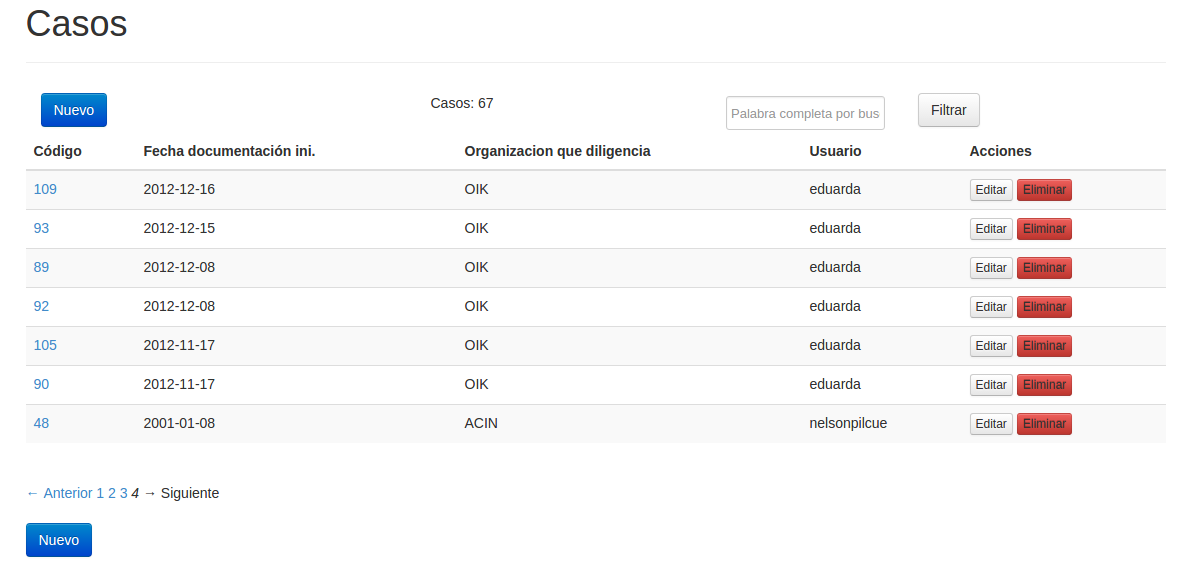 Casos
Nuevo Casos: 67 Palabra completa por bus Filtrar
Código Fecha documentación ini. Organizacion que diligencia Usuario Acciones
109 2012-12-16 OIK eduarda Editar Eliminar
93 2012-12-15 OIK eduarda Editar Eliminar
89 2012-12-08 OIK eduarda Editar Eliminar
92 2012-12-08 OIK eduarda Editar Eliminar
105 2012-11-17 OIK eduarda Editar Eliminar
90 2012-11-17 OIK eduarda Editar Eliminar
48 2001-01-08 ACIN nelsonpilcue Editar Eliminar
← Anterior 1 2 3 4 → Siguiente
Nuevo